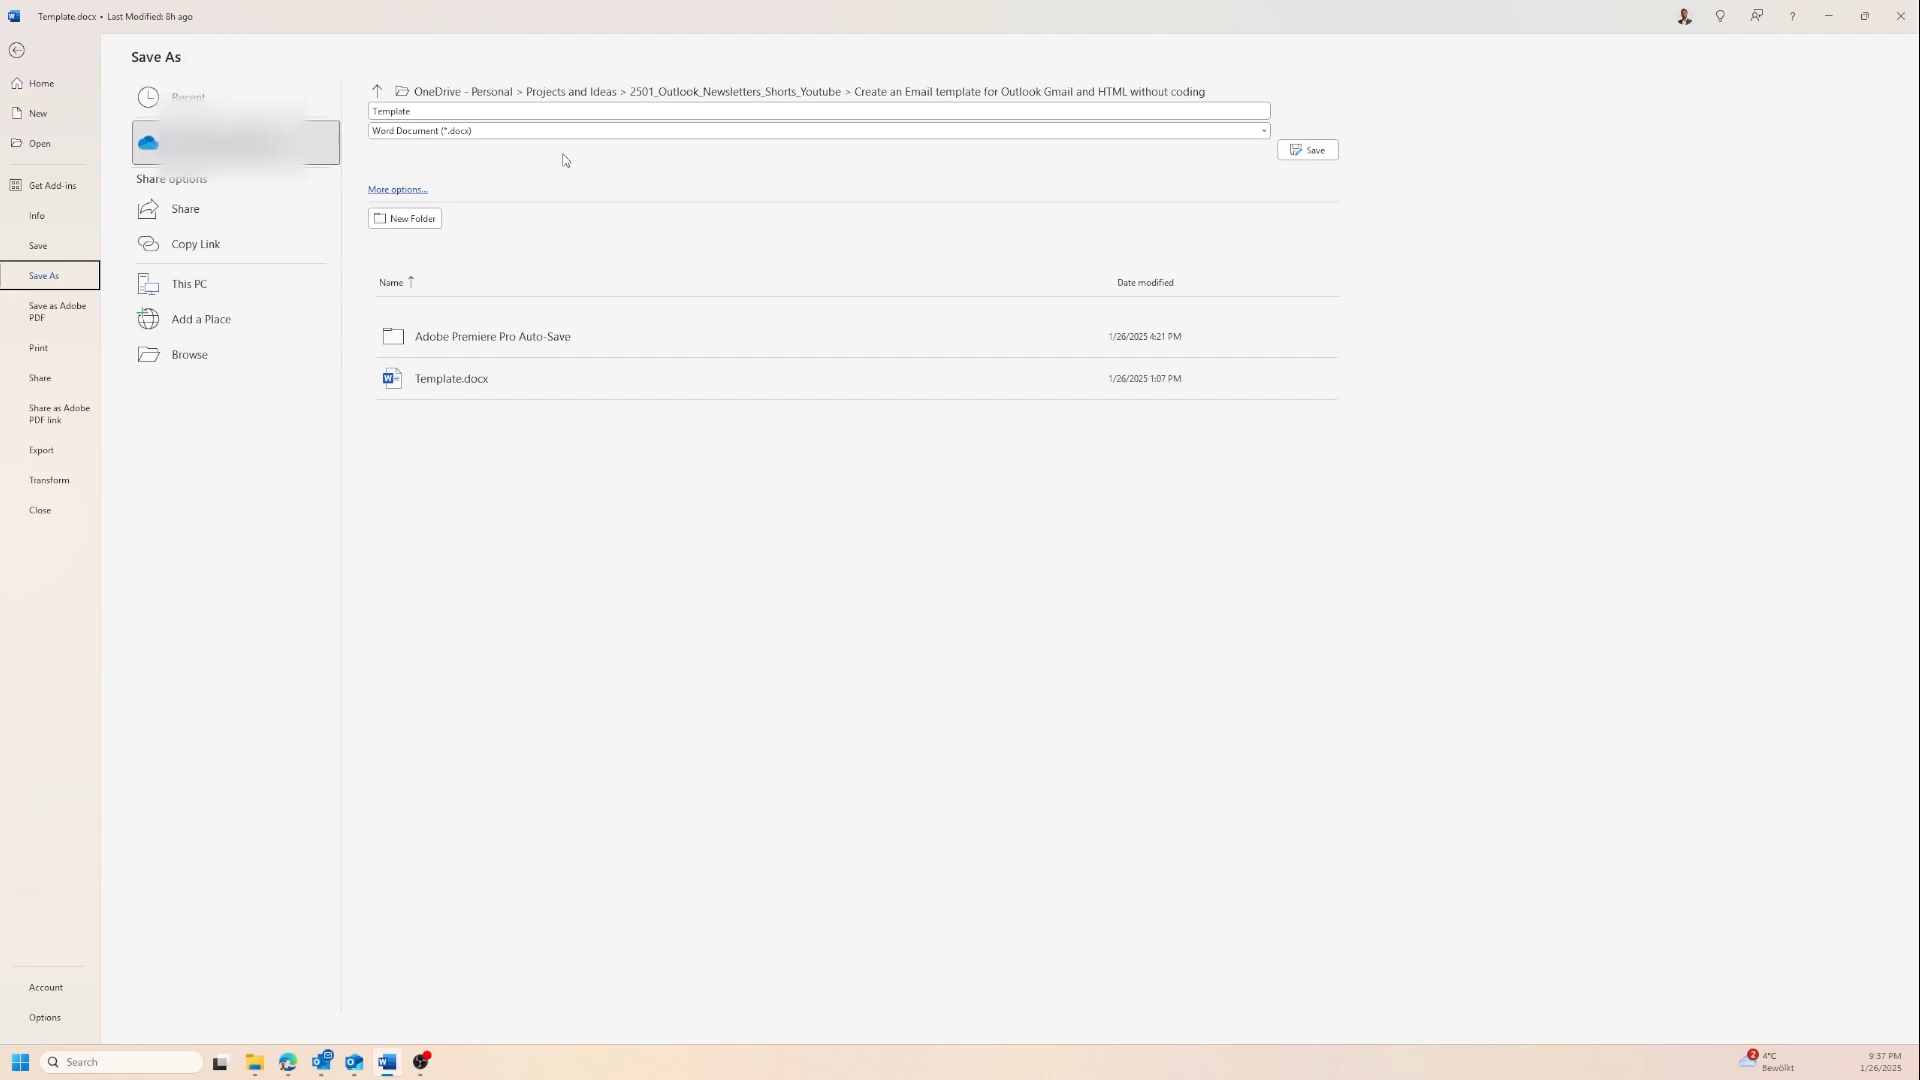 Template.docx • Last Modified: 8h ago
Save As
Home
New
Open
Get Add-ins
Info
Save
Save As
Save as Adobe
PDF
Print
Share
Share as Adobe
PDF link
Export
Transform
Close
Account
Options
Recent
Share options
Share
Copy Link
This PC
Add a Place
Browse
OneDrive - Personal > Projects and Ideas > 2501_Outlook_Newsletters_Shorts_Youtube > Create an Email template for Outlook Gmail and HTML without coding
Template
Word Document (*.docx)
Save
More options...
New Folder
Name ↑ Date modified
Adobe Premiere Pro Auto-Save 1/26/2025 4:21 PM
Template.docx 1/26/2025 1:07 PM
Search
2 4°C
Bewölkt
9:37 PM
1/26/2025